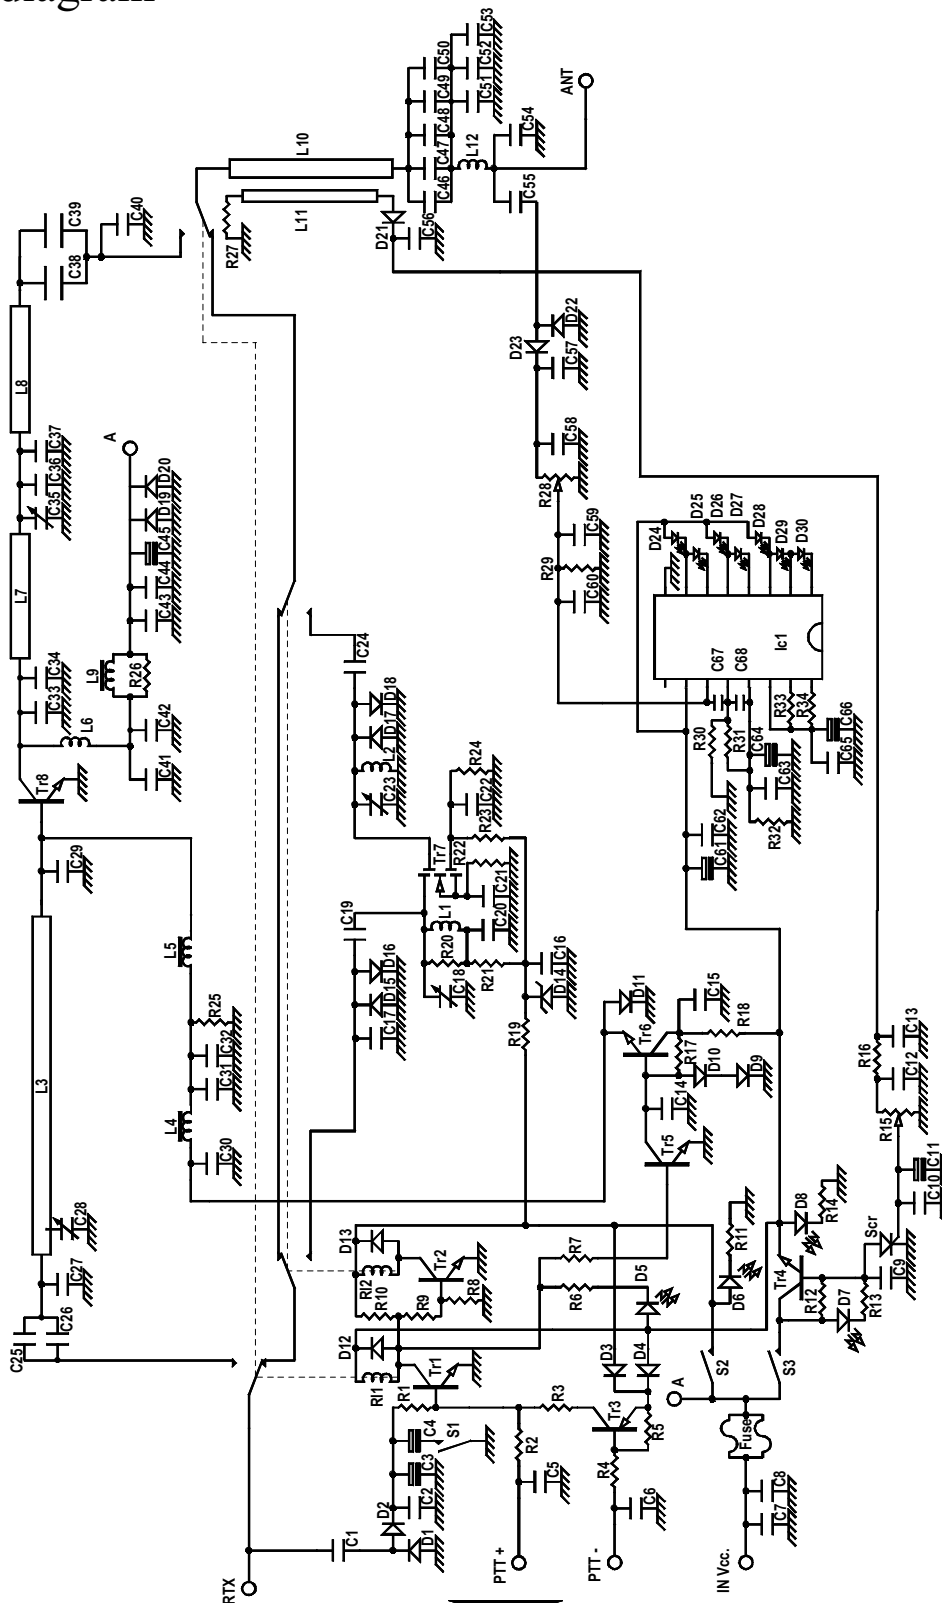 diagram
C53
C52
C51
C50
C49
C48
C47
C46
L12
C54
C55
ANT
L10
L11
R27
D21
C56
C39
C38
C40
L8
C37
C36
C35
L7
C34
C33
L6
Tr8
A
D20
D19
C45
C44
C43
L9
R26
C42
C41
D23
D22
C57
C58
R28
C59
R29
C60
D24
D25
D26
D27
D28
D29
D30
Ic1
C67
C68
R30
R31
C64
C63
R32
R33
R34
C66
C65
C62
C61
C24
D18
D17
L2
C23
R24
C22
R23
Tr7
R22
C21
L1
C20
R20
R21
C18
C19
D16
D15
C17
C16
D14
R19
C29
L5
R25
C32
C31
L4
C30
L3
C28
C27
C26
C25
D11
Tr6
C15
R18
R17
D10
D9
C14
Tr5
R16
C13
C12
R15
C11
C10
Scr
C9
D8
R14
Tr4
R12
D7
R13
R11
D6
S2
S3
D13
Rl2
Tr2
R8
R10
R9
D12
Rl1
Tr1
R7
R6
D5
D3
D4
R1
R3
Tr3
R5
R4
R2
C5
C6
C4
S1
C3
C2
D2
D1
C1
A
Fuse
C8
C7
RTX
PTT +
PTT -
IN Vcc.